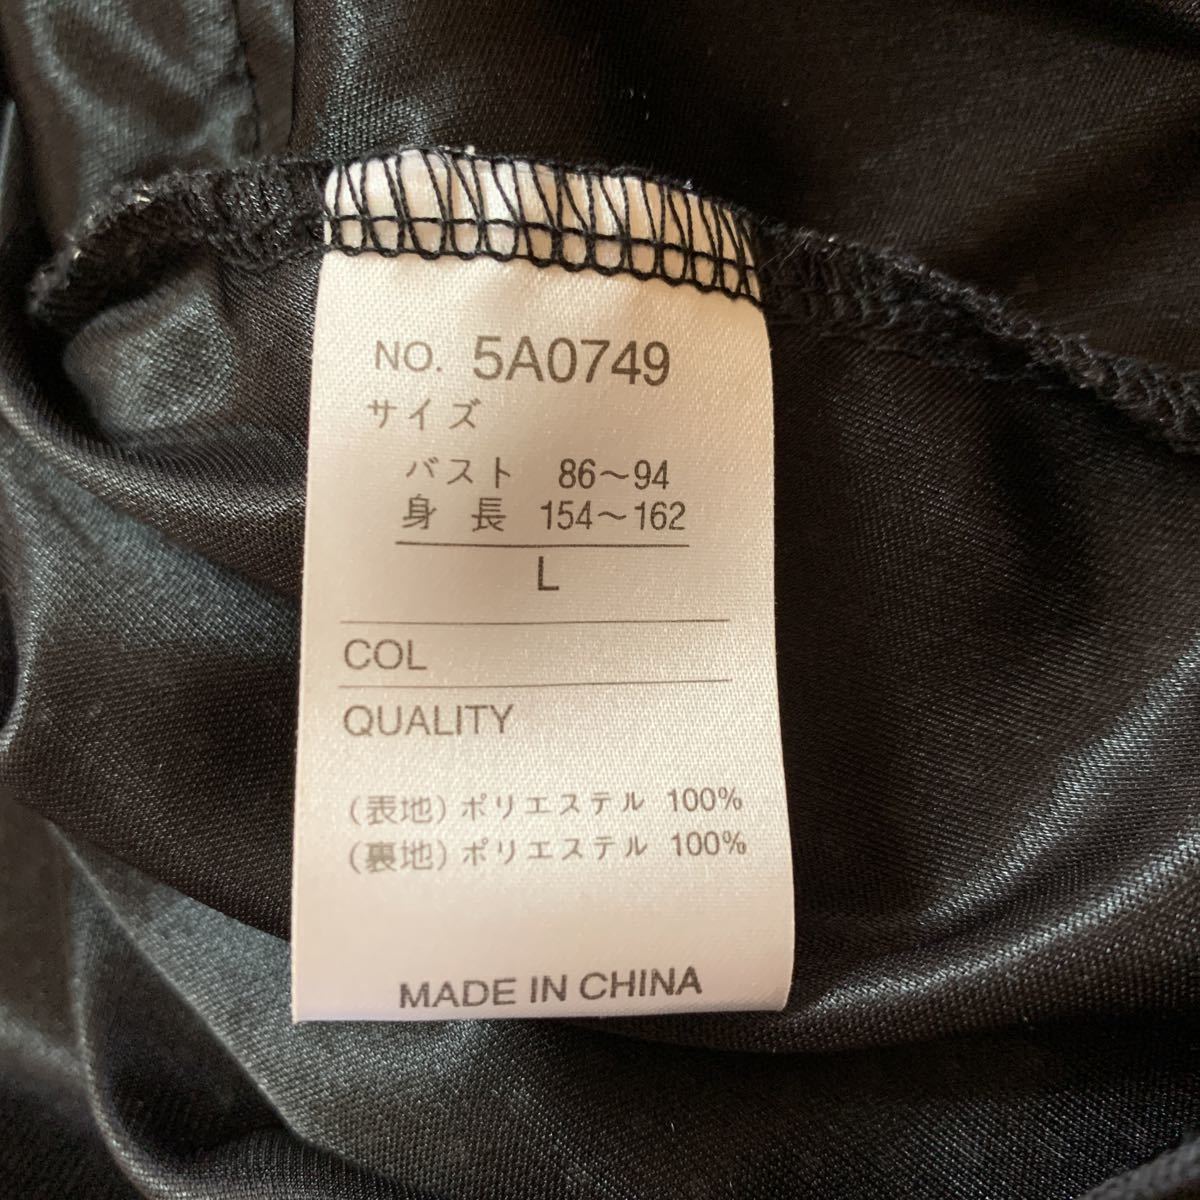 NO. 5A0749
サイズ
バスト 86～94
身 長 154～162
L
COL
QUALITY
(表地) ポリエステル 100%
(裏地) ポリエステル 100%
MADE IN CHINA